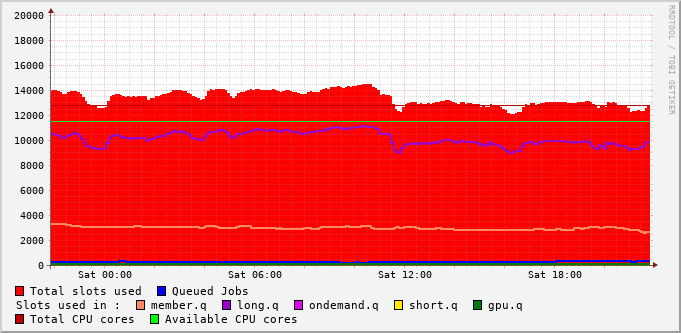 20000
18000
16000
14000
12000
10000
8000
6000
4000
2000
0
Sat 00:00 Sat 06:00 Sat 12:00 Sat 18:00
RRDTOOL / TOBI OETIKER
Total slots used Queued Jobs
Slots used in : member.q long.q ondemand.q short.q gpu.q
Total CPU cores Available CPU cores